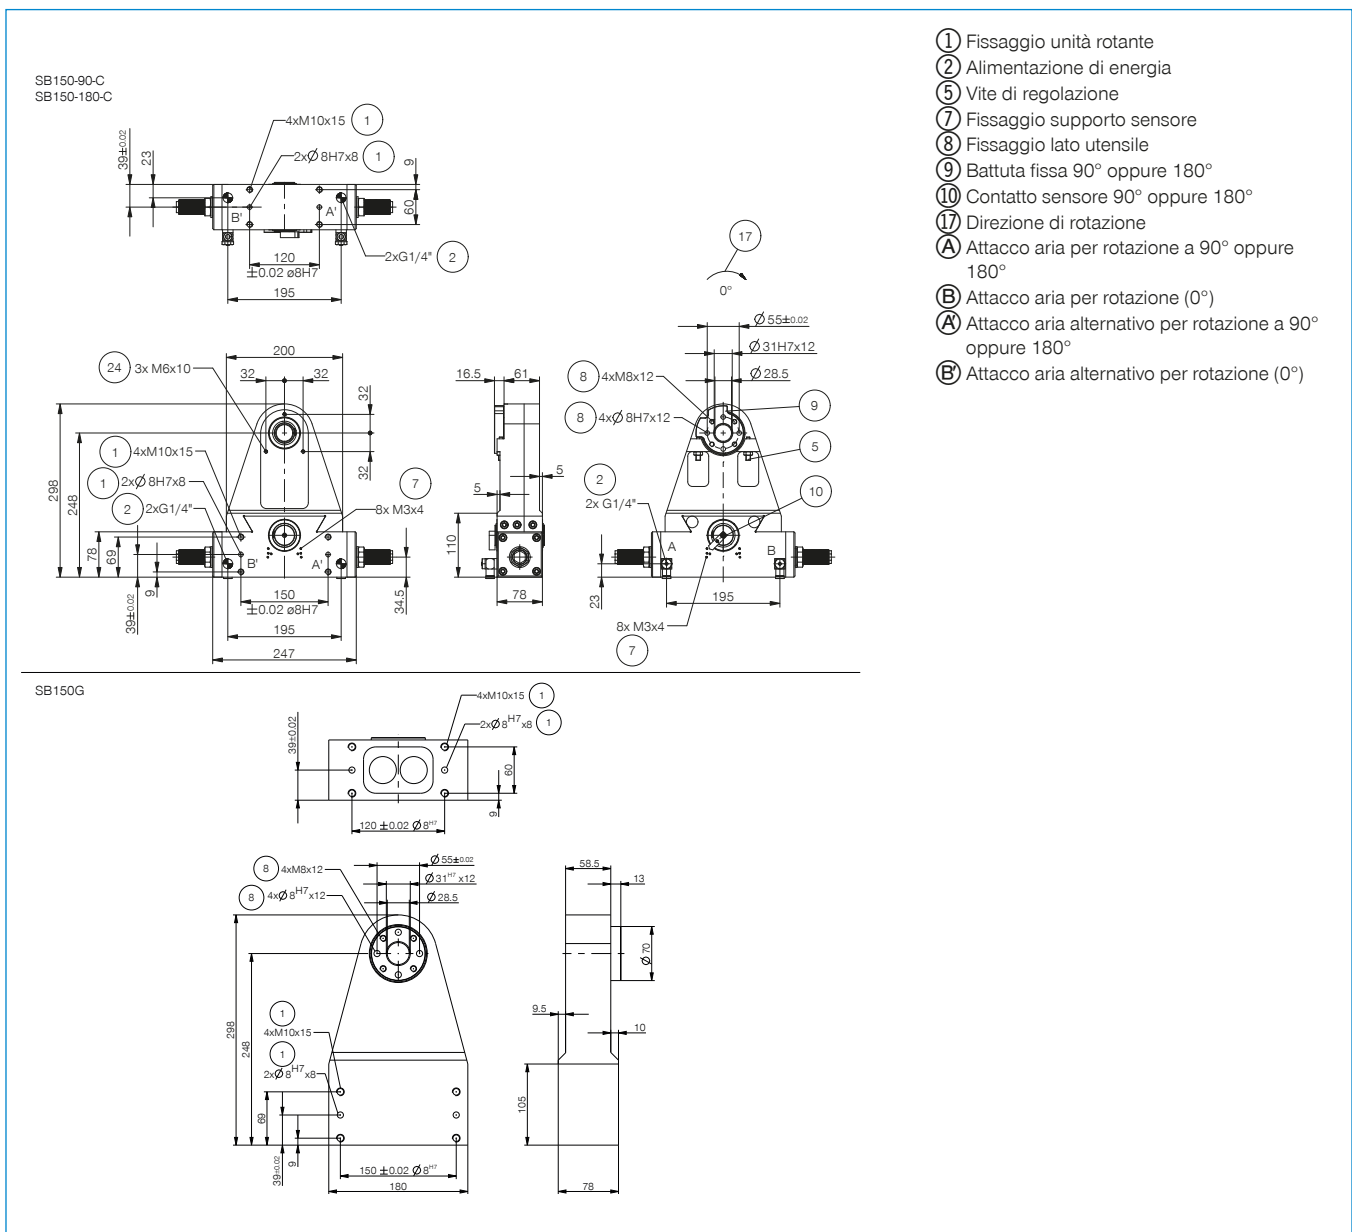 SB150-90-C
SB150-180-C
4xM10x15 1
2xØ 8H7x8 1
39±0.02
23
9
60
B'
A'
120
±0.02 ø8H7
195
2xG1/4" 2
17
0°
200
24 3x M6x10
32
32
32
32
1 4xM10x15
1 2xØ 8H7x8
2 2xG1/4"
7
8x M3x4
298
248
78
69
39±0.02
9
B'
A'
34.5
150
±0.02 ø8H7
195
247
16.5
61
5
5
110
78
Ø 55±0.02
Ø 31H7x12
Ø 28.5
8 4xM8x12
8 4xØ 8H7x12
9
5
10
2
2x G1/4"
A
B
23
195
8x M3x4
7
SB150G
4xM10x15 1
2xØ 8H7x8 1
39±0.02
60
9
120 ±0.02 Ø8H7
Ø 55±0.02
Ø 31H7 x12
Ø 28.5
8 4xM8x12
8 4xØ 8H7x12
298
248
1
4xM10x15
1
2xØ 8H7x8
69
39±0.02
9
150 ±0.02 Ø8H7
180
58.5
13
Ø 70
9.5
10
105
78
1 Fissaggio unità rotante
2 Alimentazione di energia
5 Vite di regolazione
7 Fissaggio supporto sensore
8 Fissaggio lato utensile
9 Battuta fissa 90° oppure 180°
10 Contatto sensore 90° oppure 180°
17 Direzione di rotazione
A Attacco aria per rotazione a 90° oppure
180°
B Attacco aria per rotazione (0°)
A' Attacco aria alternativo per rotazione a 90°
oppure 180°
B' Attacco aria alternativo per rotazione (0°)